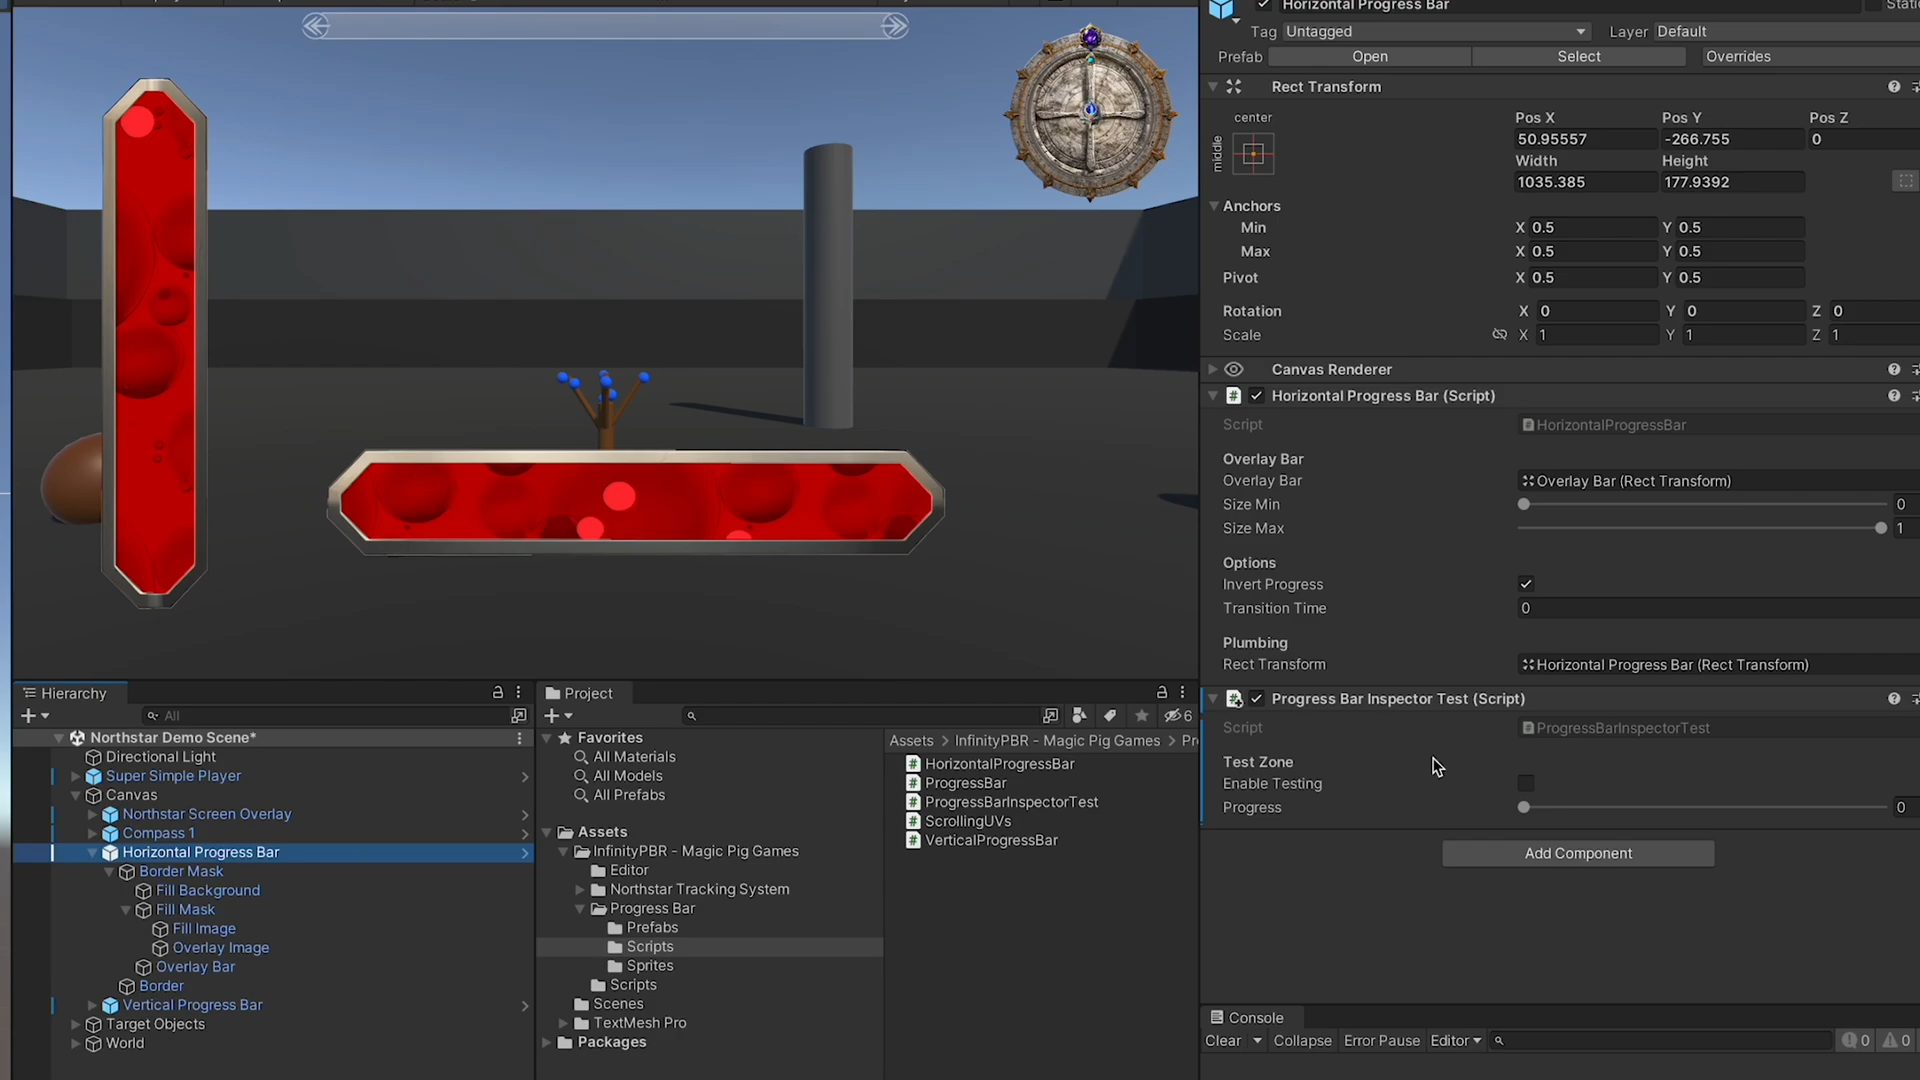 Horizontal Progress Bar
Tag Untagged Layer Default
Prefab Open Select Overrides
Rect Transform
center Pos X Pos Y Pos Z
middle 50.95557 -266.755 0
Width Height
1035.385 177.9392
Anchors
Min X 0.5 Y 0.5
Max X 0.5 Y 0.5
Pivot X 0.5 Y 0.5
Rotation X 0 Y 0 Z 0
Scale X 1 Y 1 Z 1
Canvas Renderer
# Horizontal Progress Bar (Script)
Script HorizontalProgressBar
Overlay Bar
Overlay Bar Overlay Bar (Rect Transform)
Size Min 0
Size Max 1
Options
Invert Progress
Transition Time 0
Plumbing
Rect Transform Horizontal Progress Bar (Rect Transform)
# Progress Bar Inspector Test (Script)
Script ProgressBarInspectorTest
Test Zone
Enable Testing
Progress 0
Add Component
Hierarchy
All
Northstar Demo Scene*
Directional Light
Super Simple Player
Canvas
Northstar Screen Overlay
Compass 1
Horizontal Progress Bar
Border Mask
Fill Background
Fill Mask
Fill Image
Overlay Image
Overlay Bar
Border
Vertical Progress Bar
Target Objects
World
Project
6
Favorites
All Materials
All Models
All Prefabs
Assets
InfinityPBR - Magic Pig Games
Editor
Northstar Tracking System
Progress Bar
Prefabs
Scripts
Sprites
Scripts
Scenes
TextMesh Pro
Packages
Assets > InfinityPBR - Magic Pig Games >
# HorizontalProgressBar
# ProgressBar
# ProgressBarInspectorTest
# ScrollingUVs
# VerticalProgressBar
Console
Clear Collapse Error Pause Editor 0 0